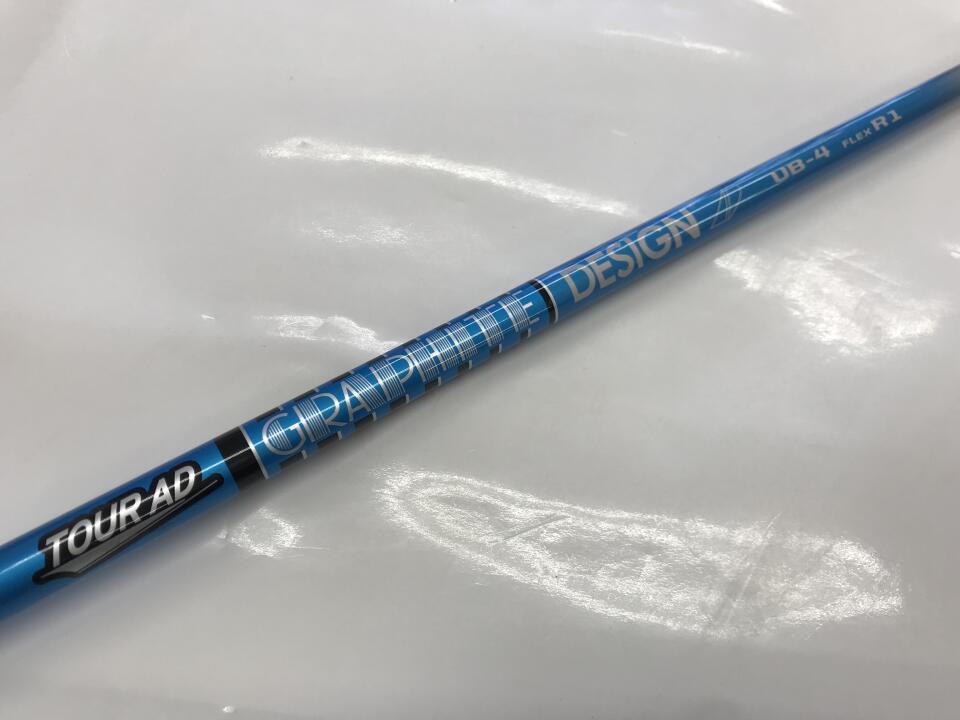 TOUR AD
GRAPHITE DESIGN
UB-4 FLEX R1